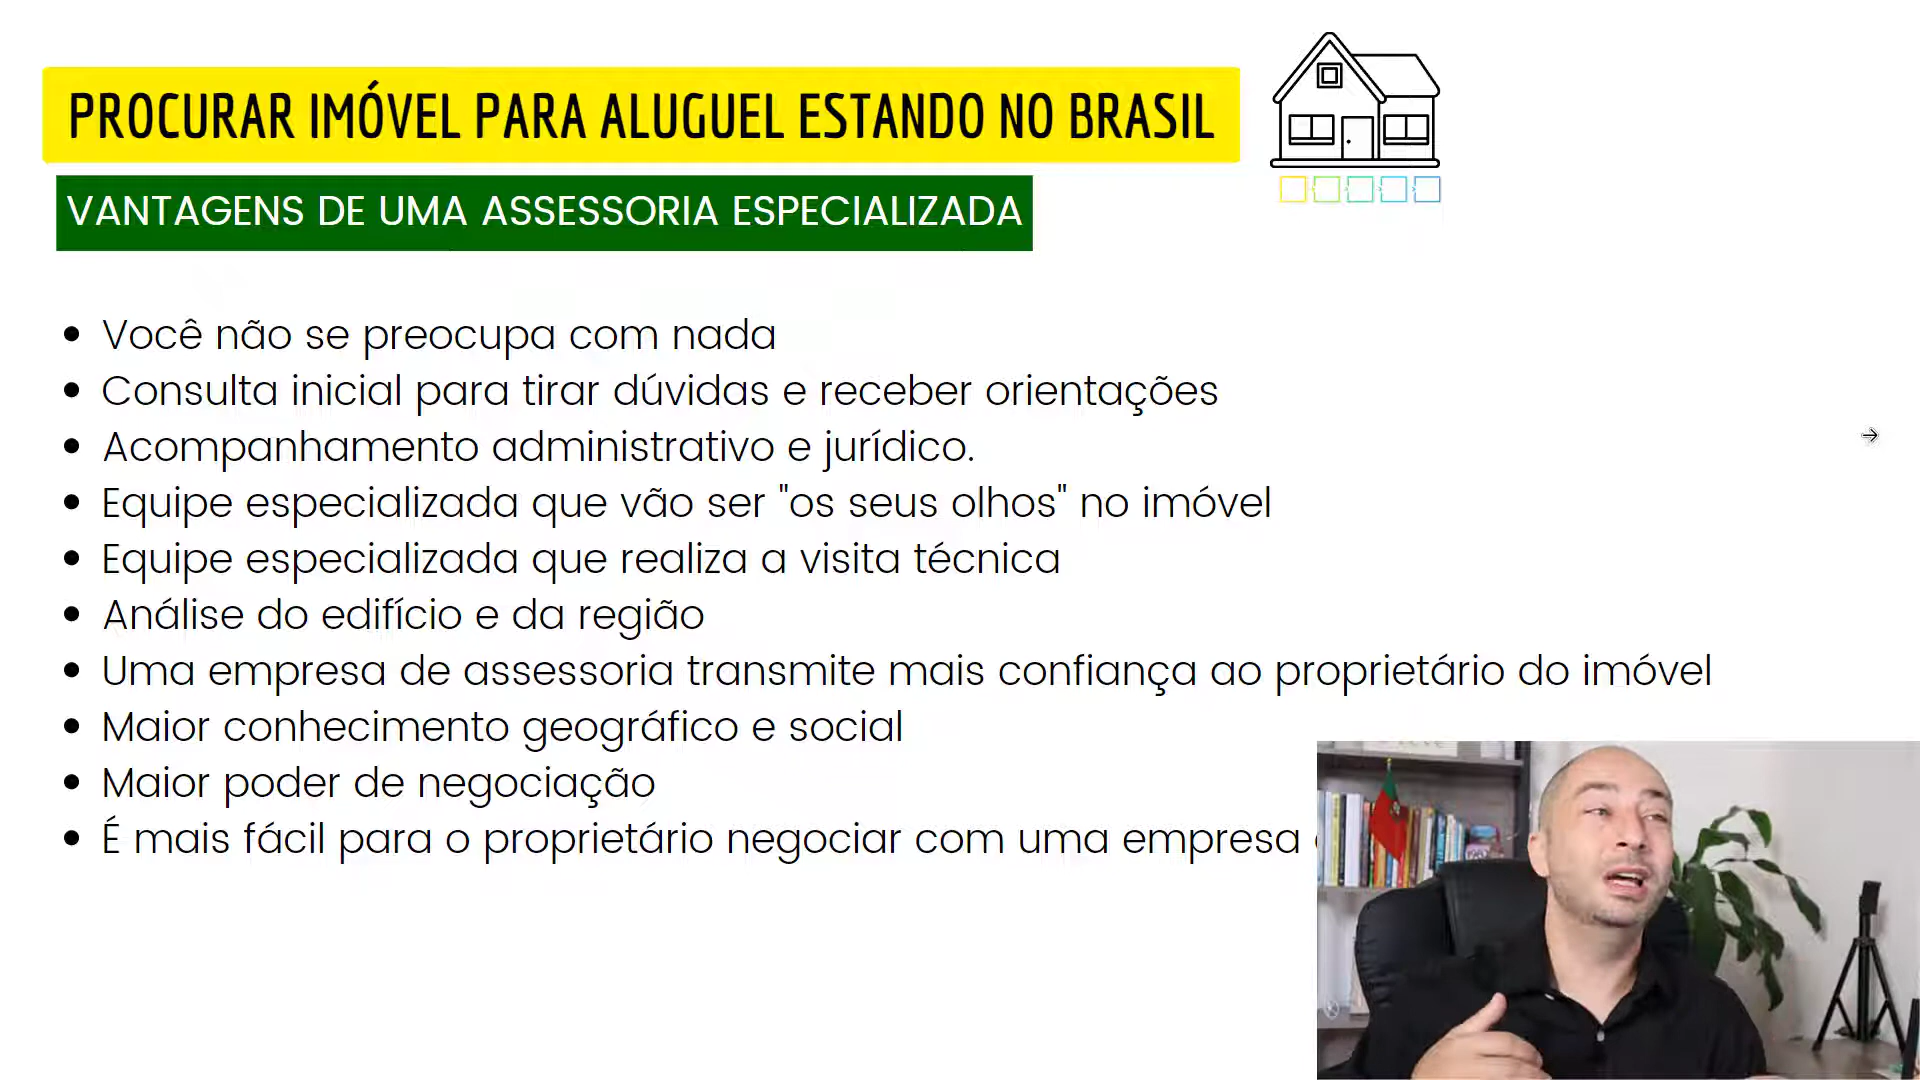 PROCURAR IMÓVEL PARA ALUGUEL ESTANDO NO BRASIL
VANTAGENS DE UMA ASSESSORIA ESPECIALIZADA
Você não se preocupa com nada
Consulta inicial para tirar dúvidas e receber orientações
Acompanhamento administrativo e jurídico.
Equipe especializada que vão ser "os seus olhos" no imóvel
Equipe especializada que realiza a visita técnica
Análise do edifício e da região
Uma empresa de assessoria transmite mais confiança ao proprietário do imóvel
Maior conhecimento geográfico e social
Maior poder de negociação
É mais fácil para o proprietário negociar com uma empresa